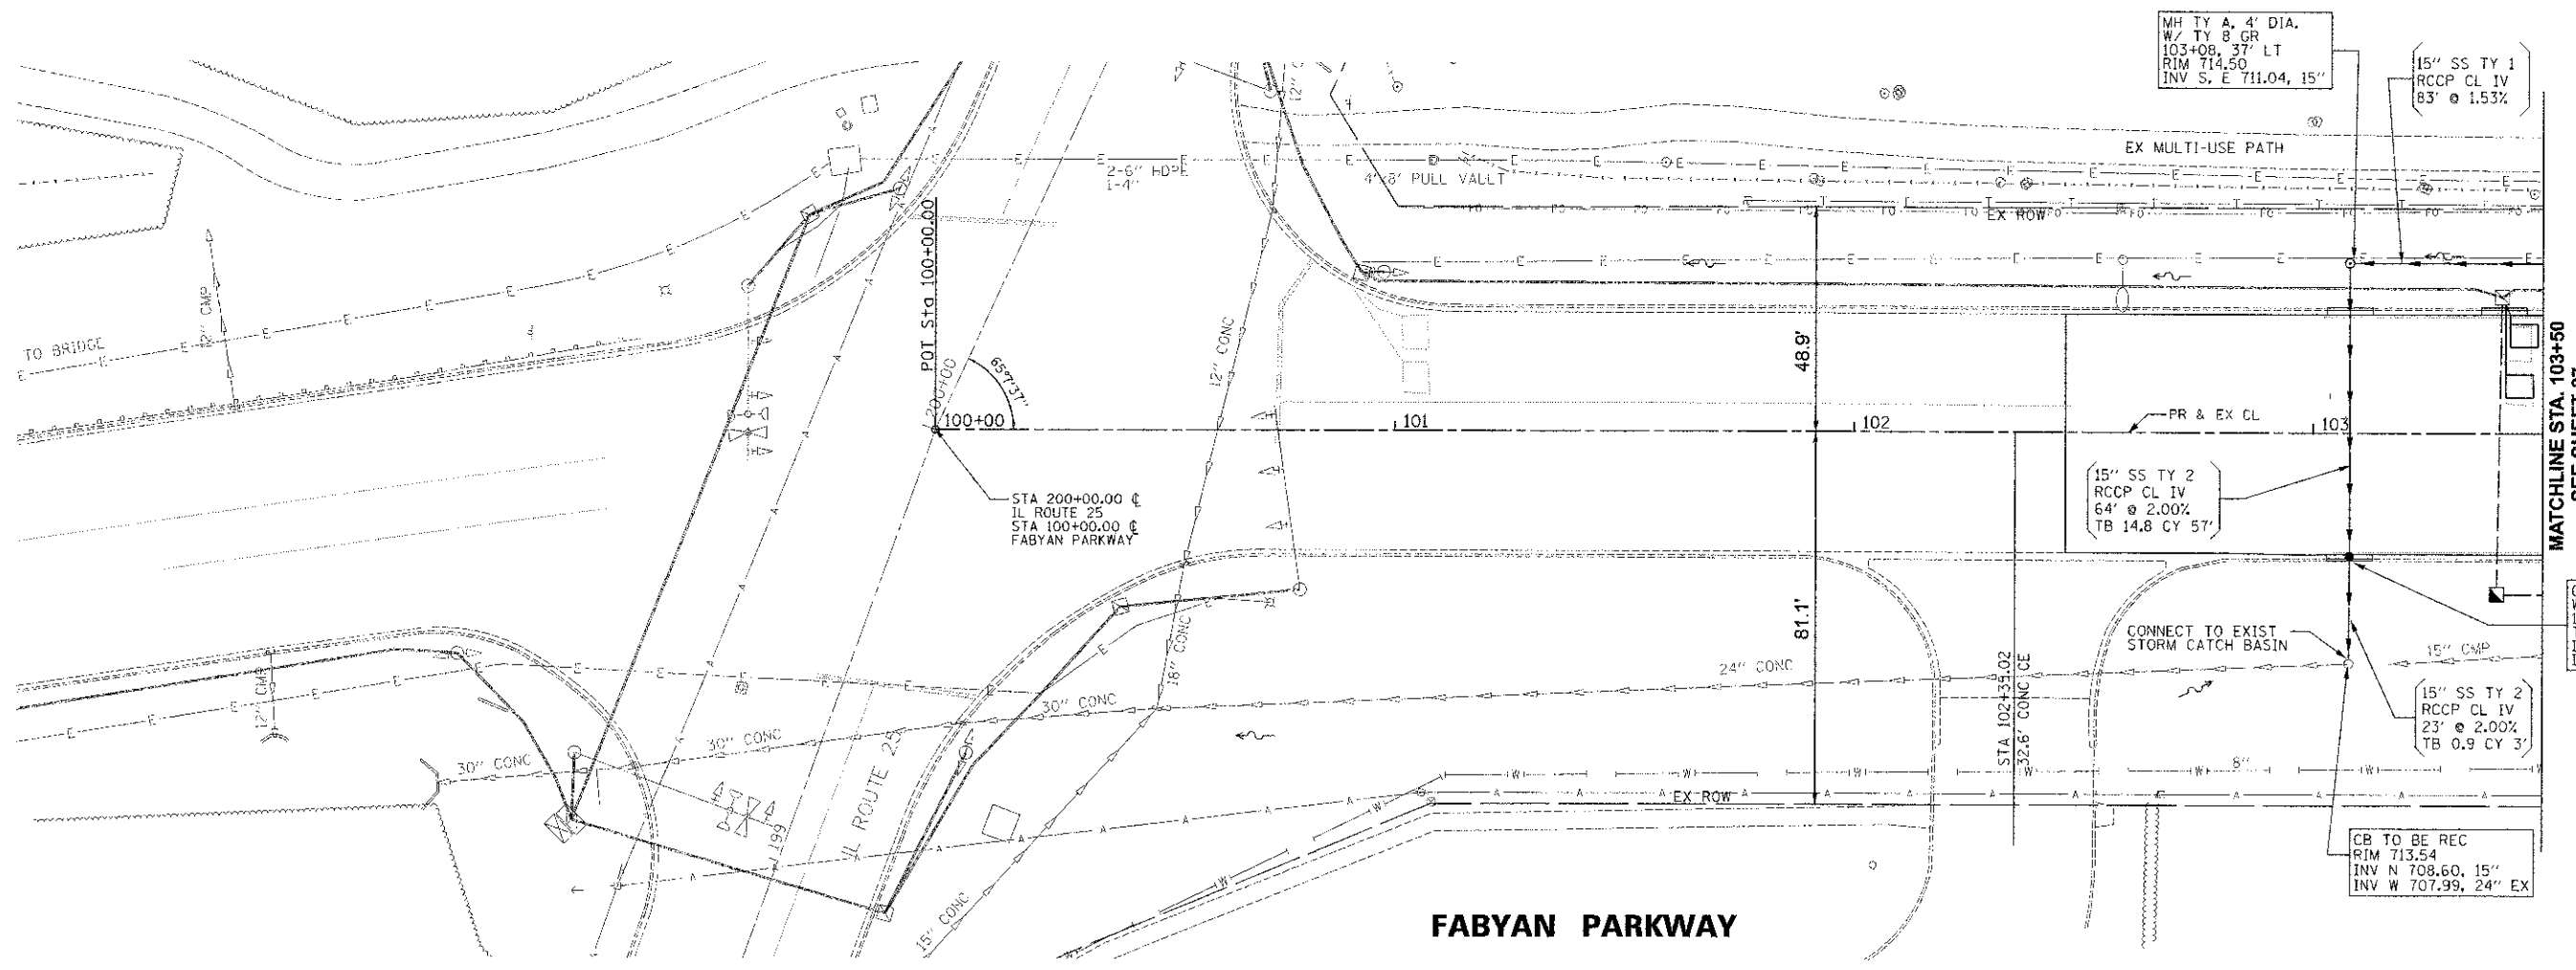 MH TY A, 4' DIA.
W/ TY 8 GR
103+08, 37' LT
RIM 714.50
INV S, E 711.04, 15"
15" SS TY 1
RCCP CL IV
83' @ 1.53%
EX MULTI-USE PATH
2-6" HDPE
1-4"
4'x8' PULL VAULT
EX ROW
12" CMP
TO BRIDGE
POT Sta 100+00.00
200+00
65°7'37"
100+00
101
102
103
12" CONC
48.9'
PR & EX CL
MATCHLINE STA. 103+50
STA 200+00.00 ℄
IL ROUTE 25
STA 100+00.00 ℄
FABYAN PARKWAY
15" SS TY 2
RCCP CL IV
64' @ 2.00%
TB 14.8 CY 57'
81.1'
STA 102+39.02
32.6' CONC CE
CONNECT TO EXIST
STORM CATCH BASIN
15" CMP
12" CMP
18" CONC
24" CONC
30" CONC
30" CONC
30" CONC
IL ROUTE 25
199
15" SS TY 2
RCCP CL IV
23' @ 2.00%
TB 0.9 CY 3'
8"
EX ROW
15" CONC
CB TO BE REC
RIM 713.54
INV N 708.60, 15"
INV W 707.99, 24" EX
FABYAN PARKWAY